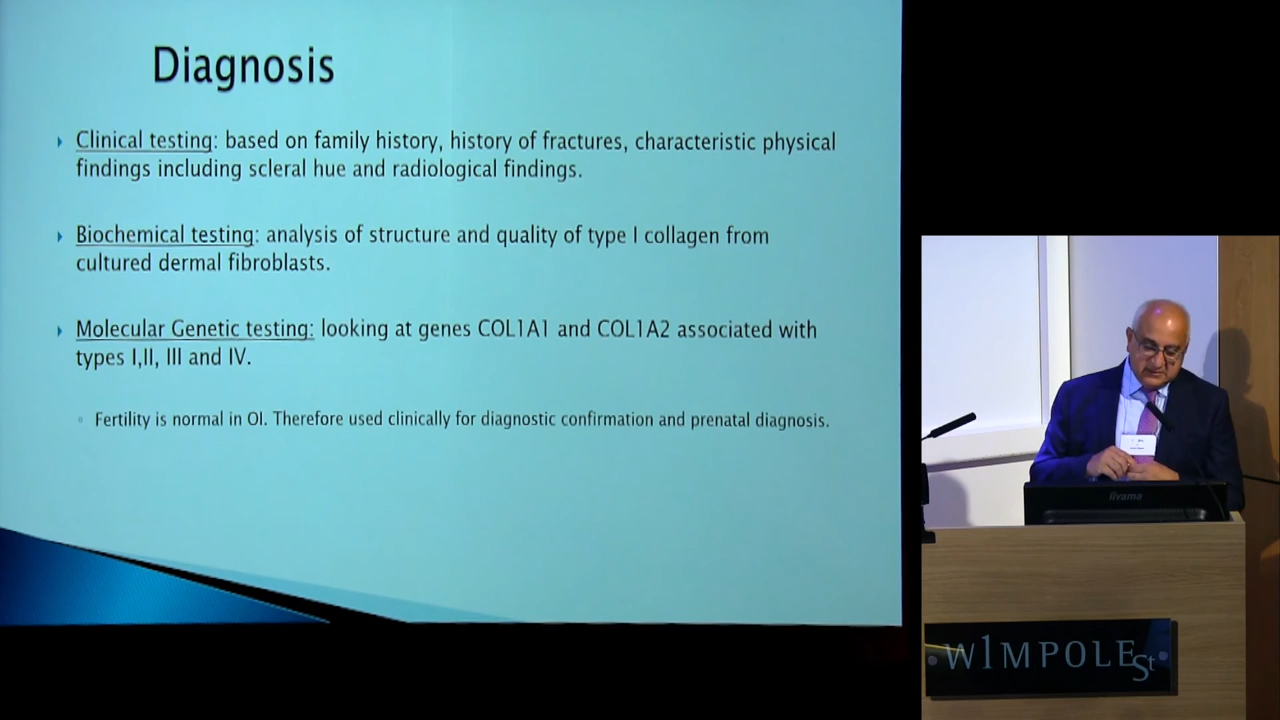 Diagnosis
Clinical testing: based on family history, history of fractures, characteristic physical
findings including scleral hue and radiological findings.
Biochemical testing: analysis of structure and quality of type I collagen from
cultured dermal fibroblasts.
Molecular Genetic testing: looking at genes COL1A1 and COL1A2 associated with
types I,II, III and IV.
Fertility is normal in OI. Therefore used clinically for diagnostic confirmation and prenatal diagnosis.
iiyama
W1MPOLE St